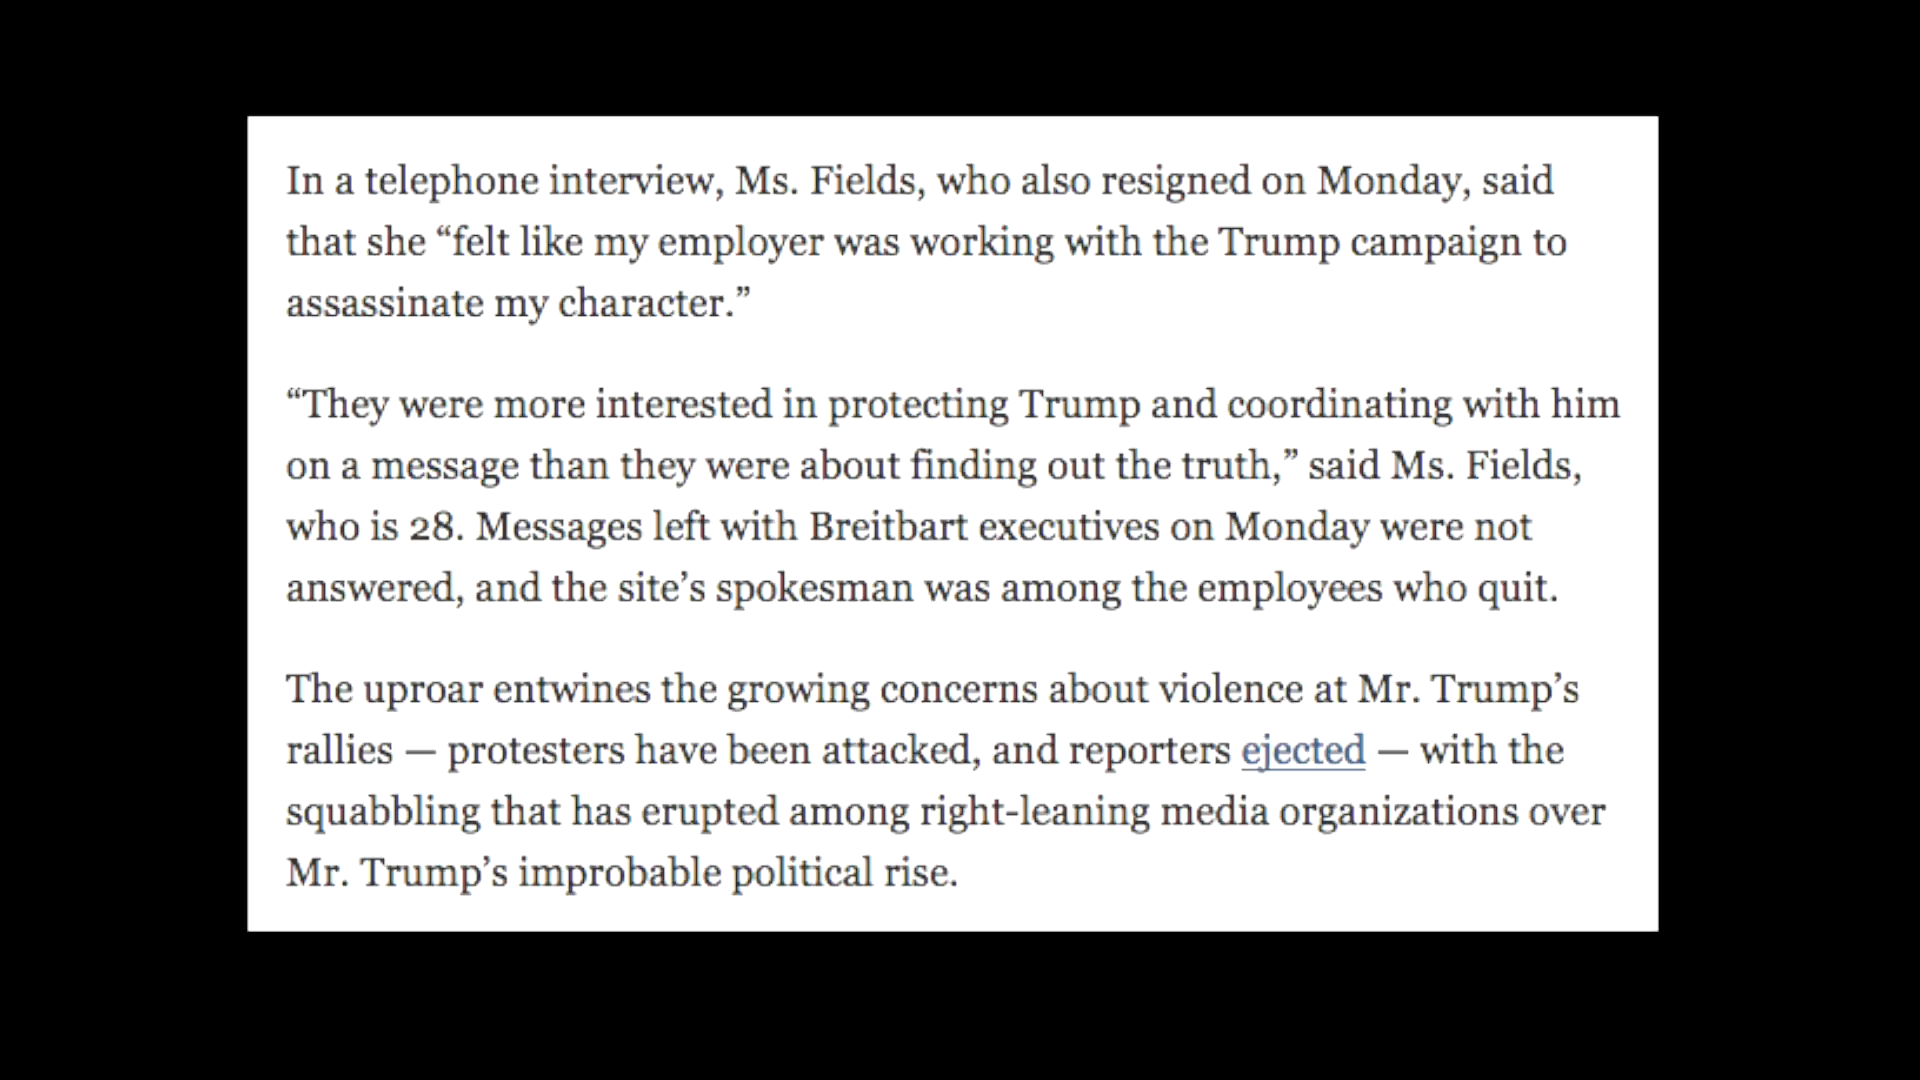 In a telephone interview, Ms. Fields, who also resigned on Monday, said
that she “felt like my employer was working with the Trump campaign to
assassinate my character.”
“They were more interested in protecting Trump and coordinating with him
on a message than they were about finding out the truth,” said Ms. Fields,
who is 28. Messages left with Breitbart executives on Monday were not
answered, and the site’s spokesman was among the employees who quit.
The uproar entwines the growing concerns about violence at Mr. Trump’s
rallies — protesters have been attacked, and reporters ejected — with the
squabbling that has erupted among right-leaning media organizations over
Mr. Trump’s improbable political rise.